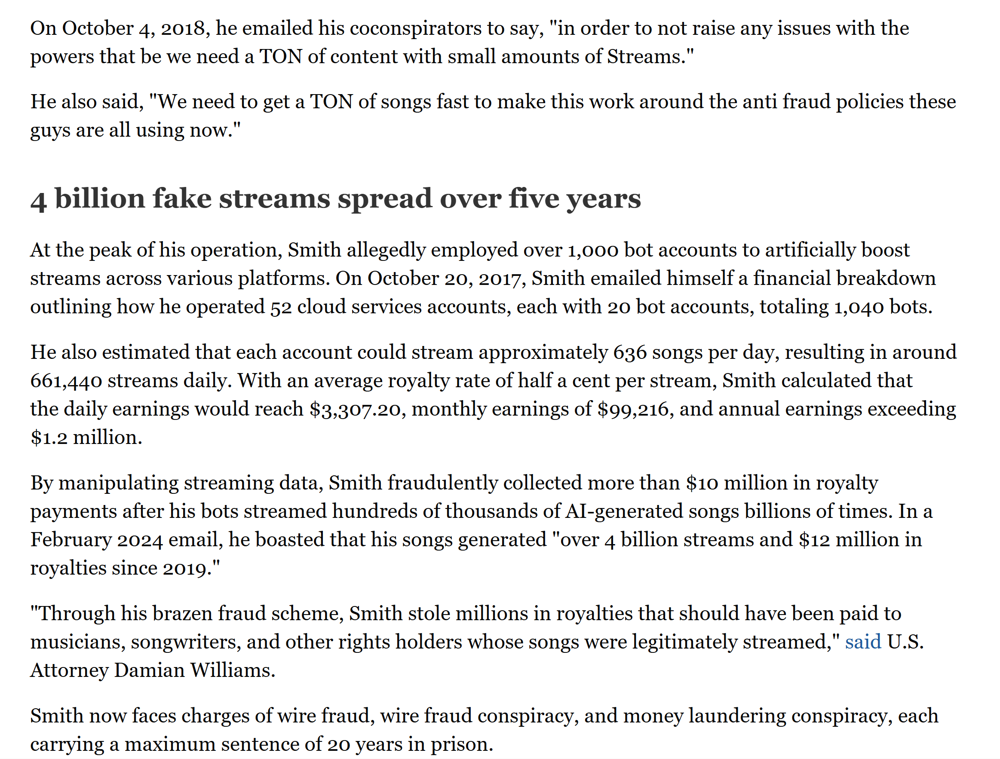 On October 4, 2018, he emailed his coconspirators to say, "in order to not raise any issues with the
powers that be we need a TON of content with small amounts of Streams."
He also said, "We need to get a TON of songs fast to make this work around the anti fraud policies these
guys are all using now."
4 billion fake streams spread over five years
At the peak of his operation, Smith allegedly employed over 1,000 bot accounts to artificially boost
streams across various platforms. On October 20, 2017, Smith emailed himself a financial breakdown
outlining how he operated 52 cloud services accounts, each with 20 bot accounts, totaling 1,040 bots.
He also estimated that each account could stream approximately 636 songs per day, resulting in around
661,440 streams daily. With an average royalty rate of half a cent per stream, Smith calculated that
the daily earnings would reach $3,307.20, monthly earnings of $99,216, and annual earnings exceeding
$1.2 million.
By manipulating streaming data, Smith fraudulently collected more than $10 million in royalty
payments after his bots streamed hundreds of thousands of AI-generated songs billions of times. In a
February 2024 email, he boasted that his songs generated "over 4 billion streams and $12 million in
royalties since 2019."
"Through his brazen fraud scheme, Smith stole millions in royalties that should have been paid to
musicians, songwriters, and other rights holders whose songs were legitimately streamed," said U.S.
Attorney Damian Williams.
Smith now faces charges of wire fraud, wire fraud conspiracy, and money laundering conspiracy, each
carrying a maximum sentence of 20 years in prison.